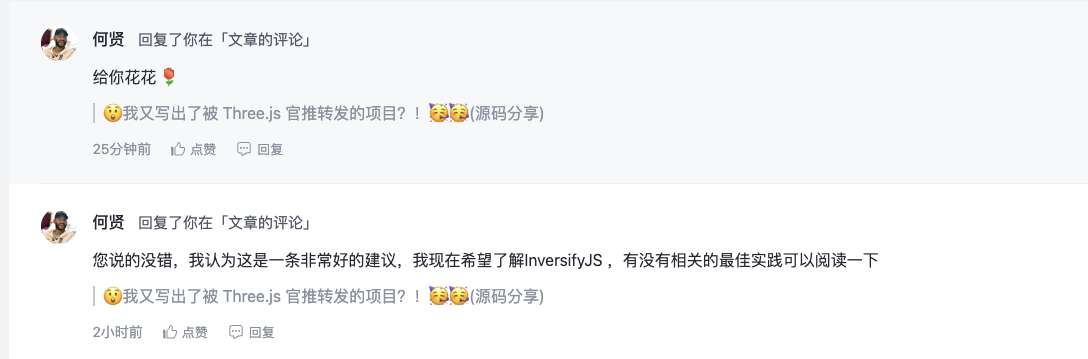 何贤 回复了你在「文章的评论」
给你花花 🌹
😲我又写出了被 Three.js 官推转发的项目？！🥳🥳(源码分享)
25分钟前 点赞 回复
何贤 回复了你在「文章的评论」
您说的没错，我认为这是一条非常好的建议，我现在希望了解InversifyJS ，有没有相关的最佳实践可以阅读一下
😲我又写出了被 Three.js 官推转发的项目？！🥳🥳(源码分享)
2小时前 点赞 回复